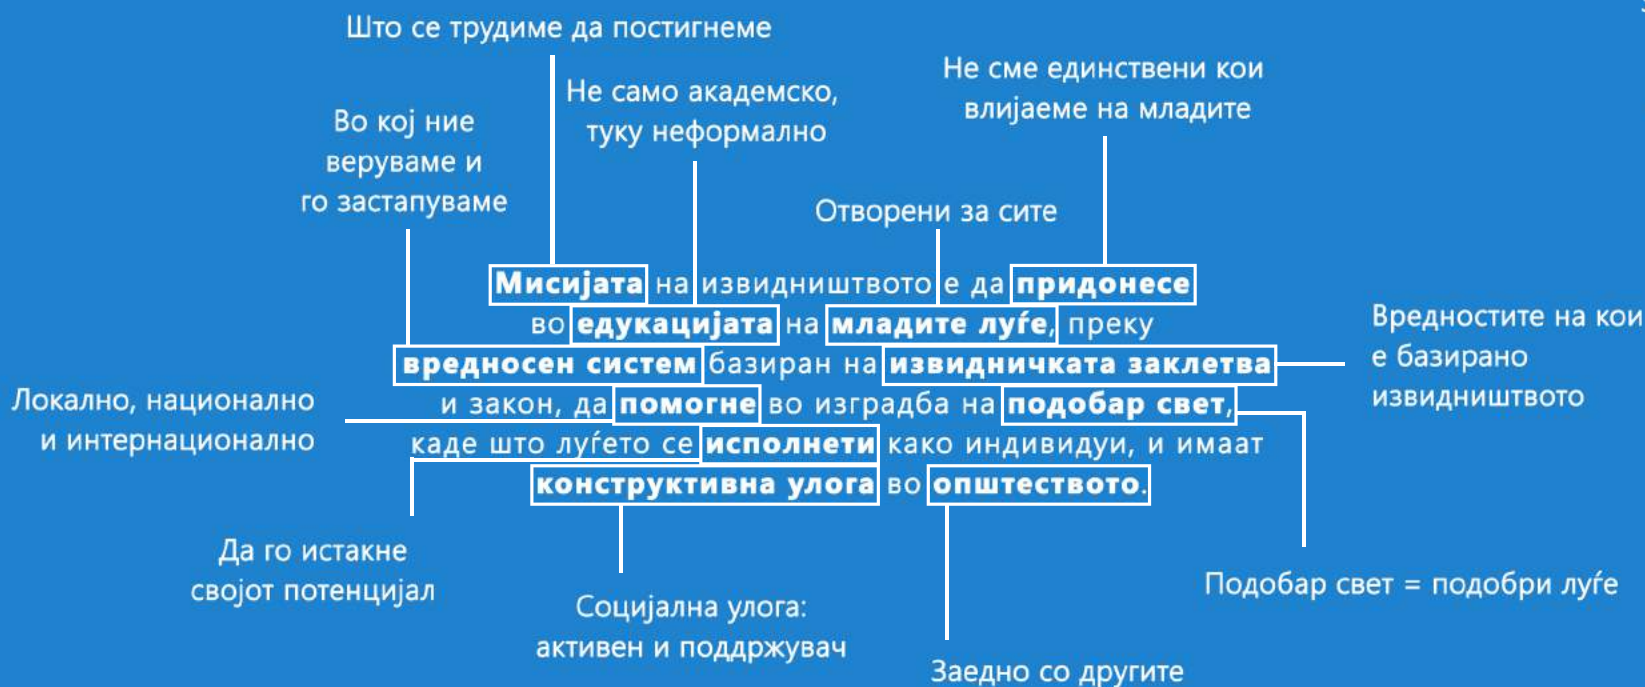 Што се трудиме да постигнеме
Не сме единствени кои
влијаеме на младите
Не само академско,
туку неформално
Во кој ние
веруваме и
го застапуваме
Отворени за сите
Мисијата на извидништвото е да придонесе
во едукацијата на младите луѓе, преку
вредносен систем базиран на извидничката заклетва
и закон, да помогне во изградба на подобар свет,
каде што луѓето се исполнети како индивидуи, и имаат
конструктивна улога во општеството.
Вредностите на кои
е базирано
извидништвото
Локално, национално
и интернационално
Да го истакне
својот потенцијал
Социјална улога:
активен и поддржувач
Заедно со другите
Подобар свет = подобри луѓе